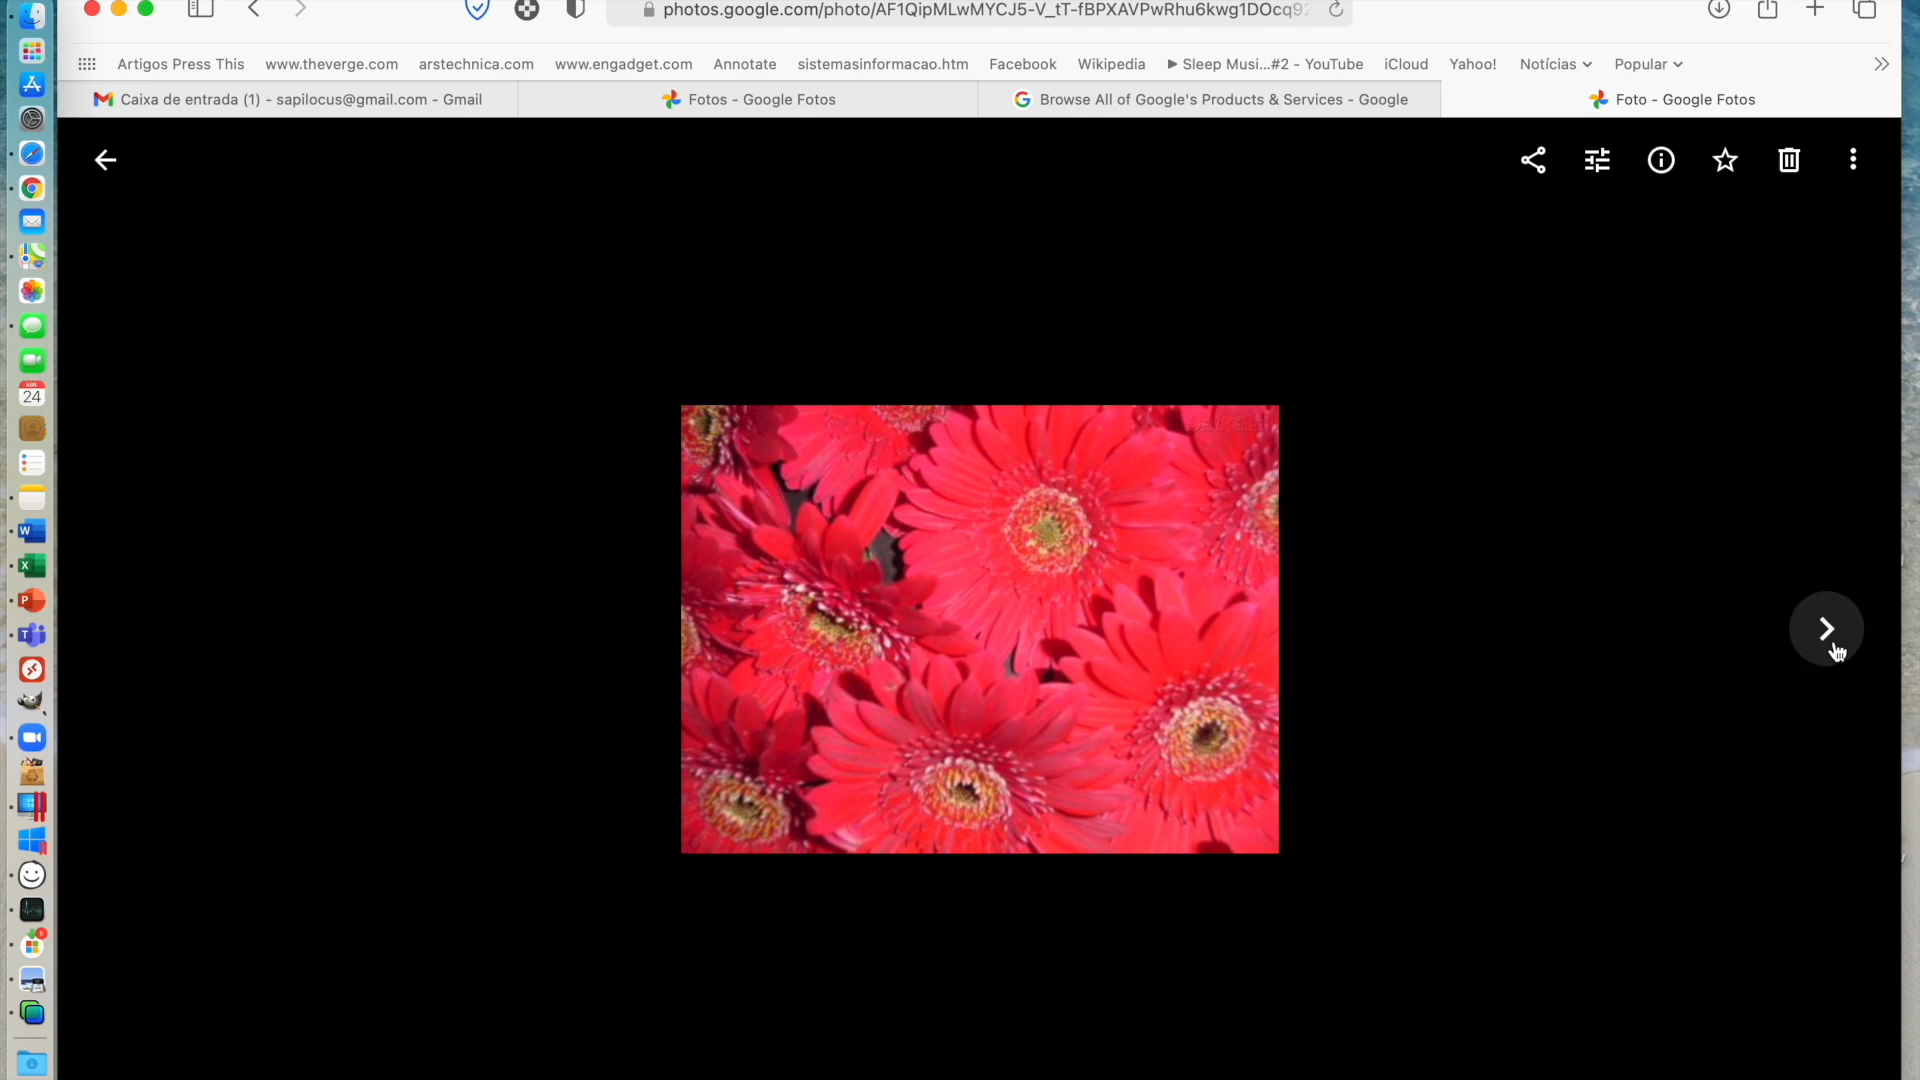 photos.google.com/photo/AF1QipMLwMYCJ5-V_tT-fBPXAVPwRhu6kwg1DOcq92
Artigos Press This www.theverge.com arstechnica.com www.engadget.com Annotate sistemasinformacao.htm Facebook Wikipedia ▶ Sleep Musi...#2 - YouTube iCloud Yahoo! Notícias Popular
Caixa de entrada (1) - sapilocus@gmail.com - Gmail Fotos - Google Fotos Browse All of Google's Products & Services - Google Foto - Google Fotos
ABR.
24
W
X
P
T